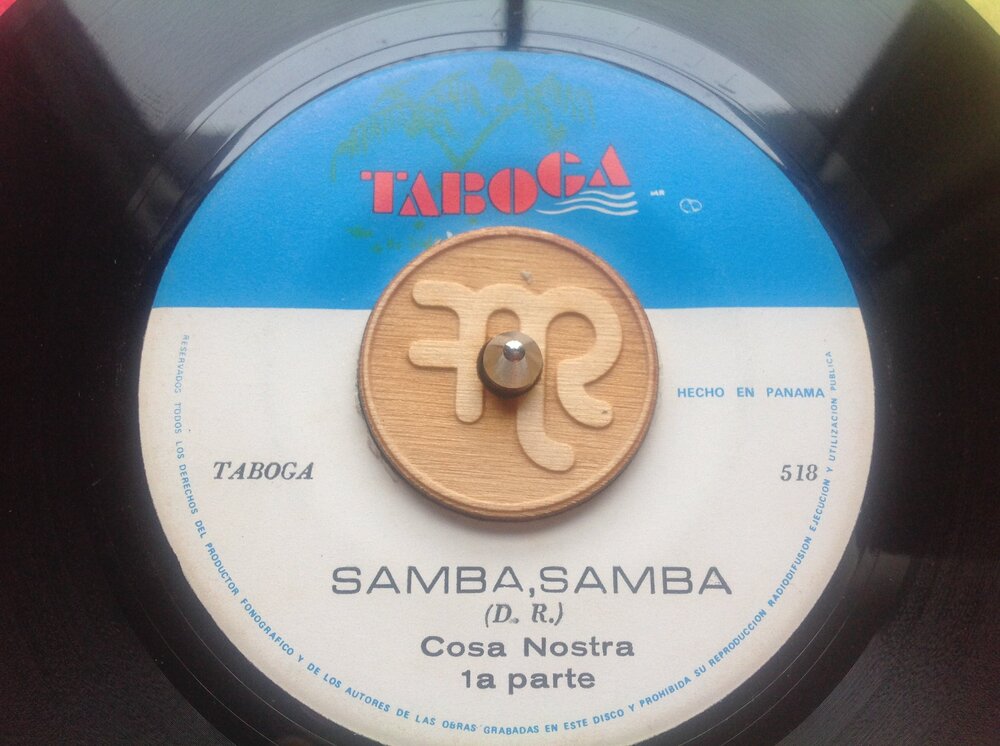 TABOGA
MR
HECHO EN PANAMA
TABOGA
518
SAMBA, SAMBA
(D. R.)
Cosa Nostra
1a parte
RESERVADOS TODOS LOS DERECHOS DEL PRODUCTOR FONOGRAFICO Y DE LOS AUTORES DE LAS OBRAS GRABADAS EN ESTE DISCO Y PROHIBIDA SU REPRODUCCION RADIODIFUSION EJECUCION Y UTILIZACION PUBLICA